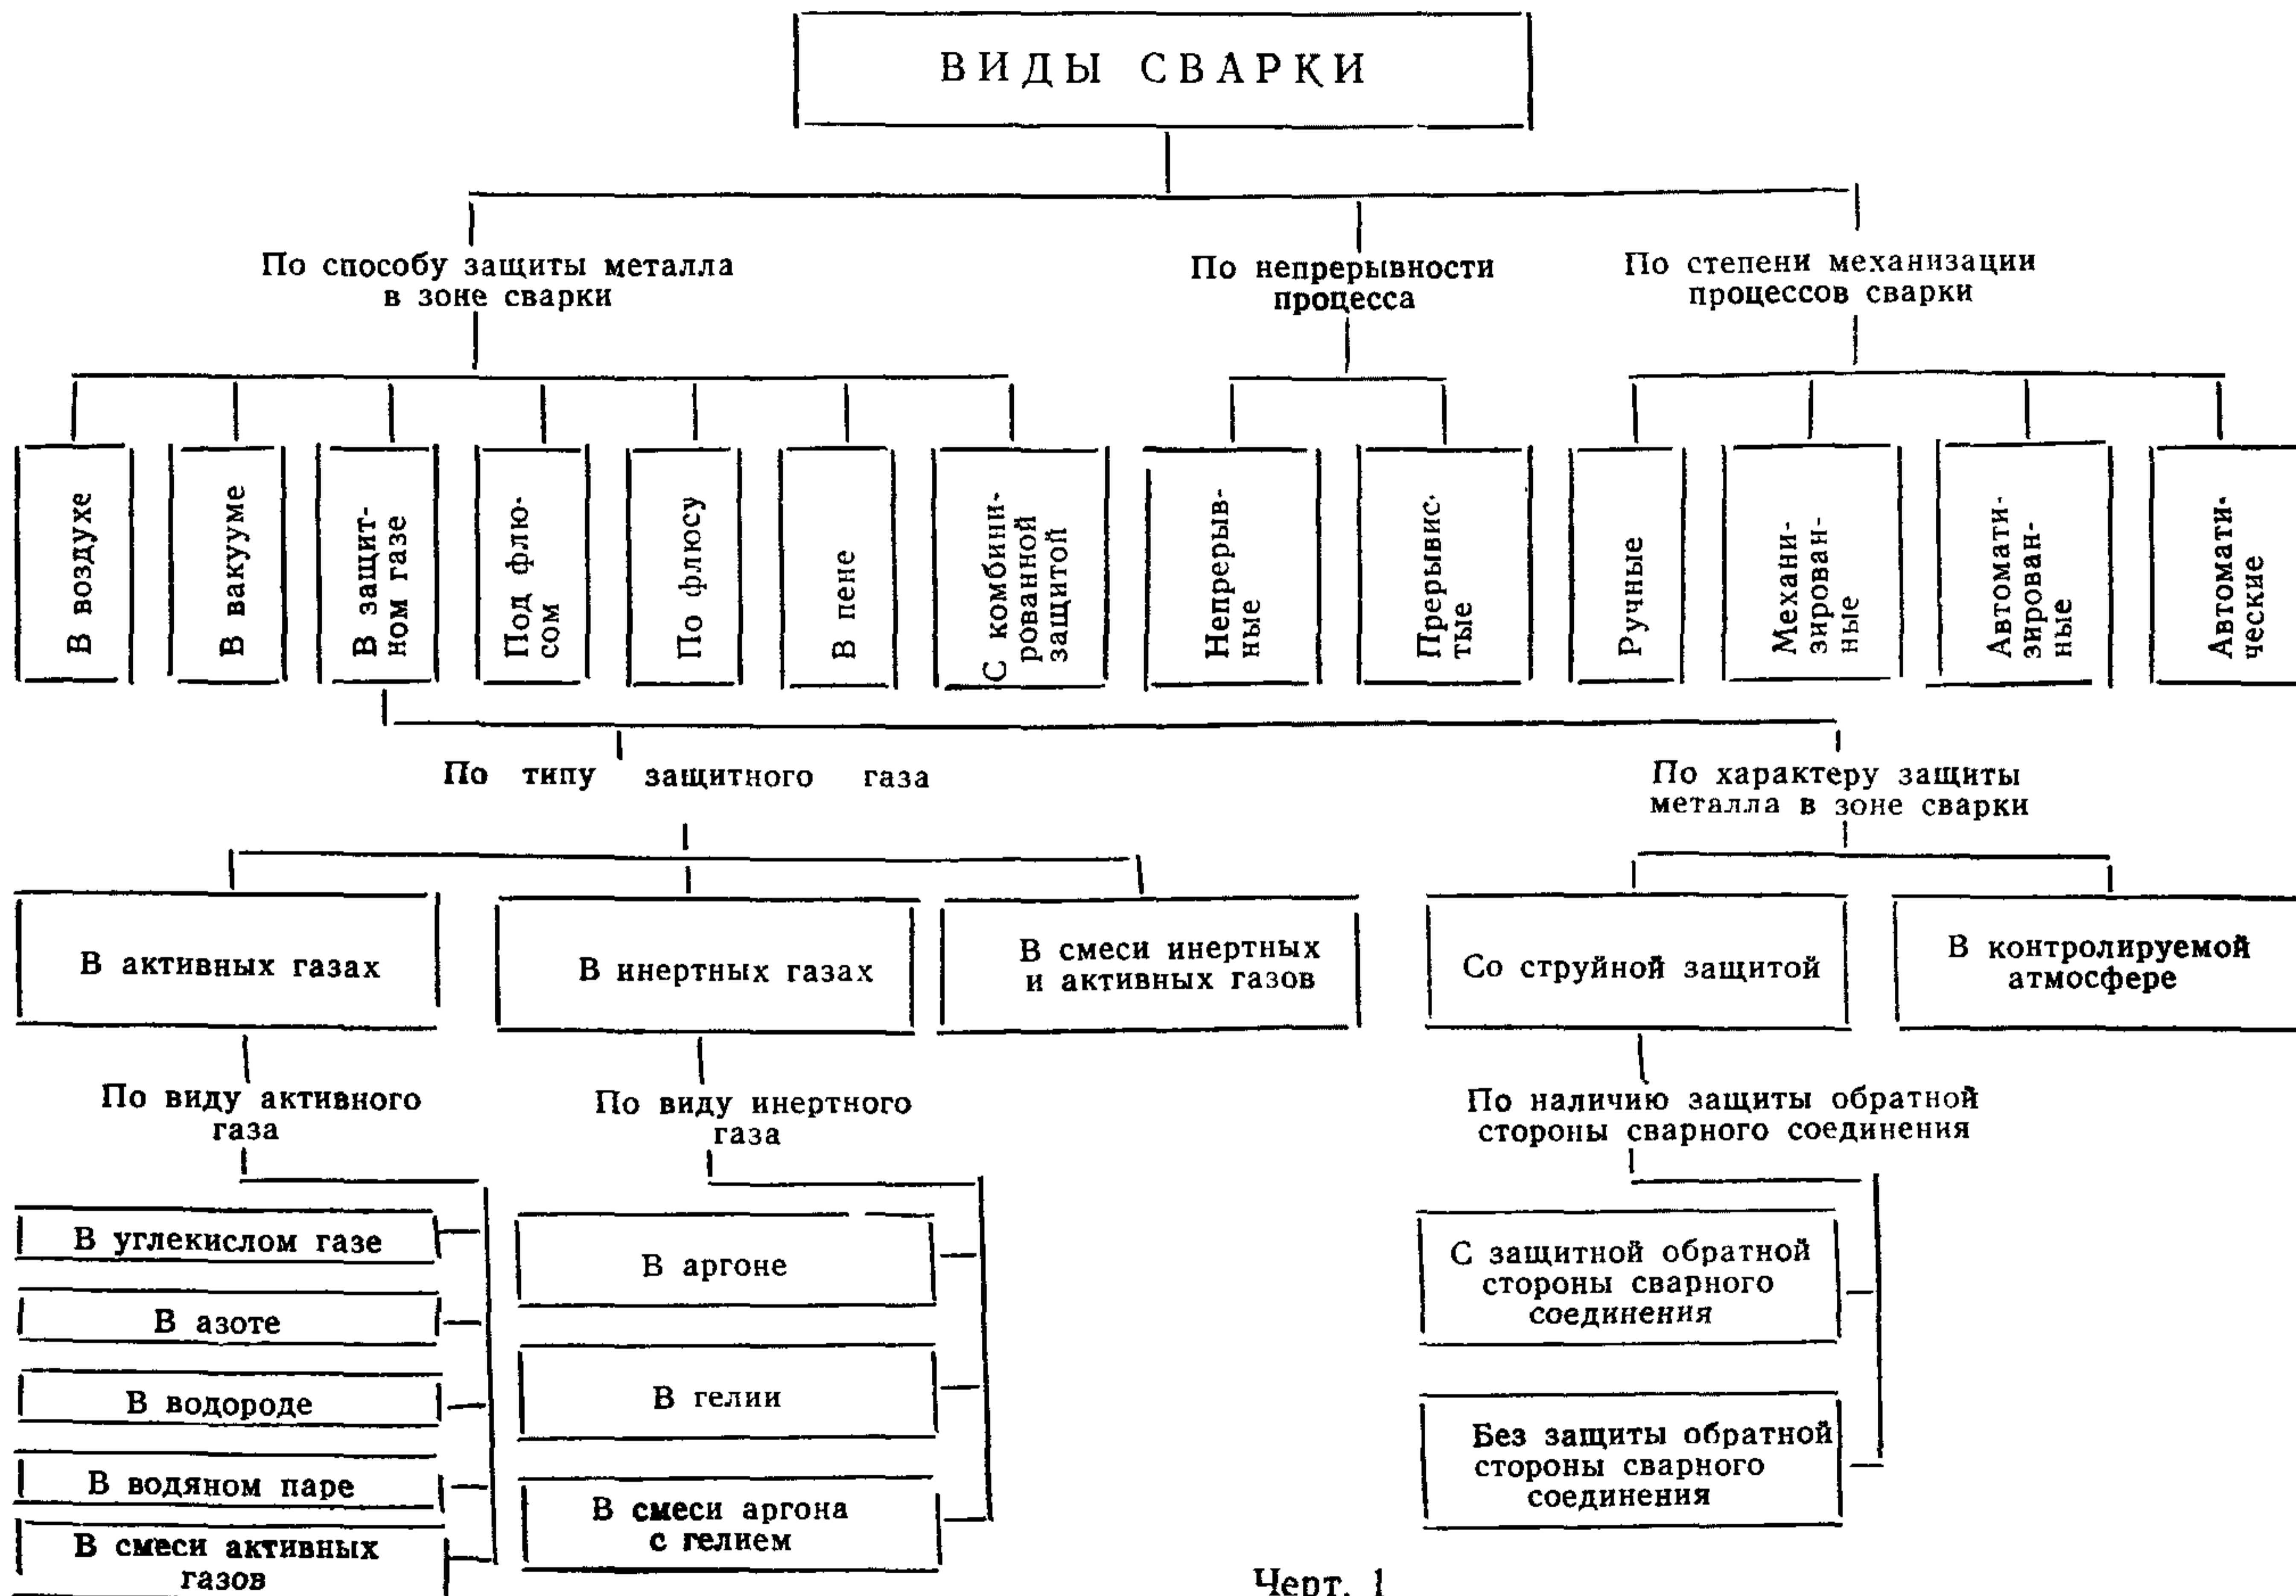 ВИДЫ СВАРКИ
По способу защиты металла
в зоне сварки
По непрерывности
процесса
По степени механизации
процессов сварки
В воздухе
В вакууме
В защит-
ном газе
Под флю-
сом
По флюсу
В пене
С комбини-
рованной
защитой
Непрерыв-
ные
Прерывис-
тые
Ручные
Механи-
зирован-
ные
Автомати-
зирован-
ные
Автомати-
ческие
По типу защитного газа
По характеру защиты
металла в зоне сварки
В активных газах
В инертных газах
В смеси инертных
и активных газов
Со струйной защитой
В контролируемой
атмосфере
По виду активного
газа
По виду инертного
газа
По наличию защиты обратной
стороны сварного соединения
В углекислом газе
В азоте
В водороде
В водяном паре
В смеси активных
газов
В аргоне
В гелии
В смеси аргона
с гелием
С защитной обратной
стороны сварного
соединения
Без защиты обратной
стороны сварного
соединения
Черт. 1